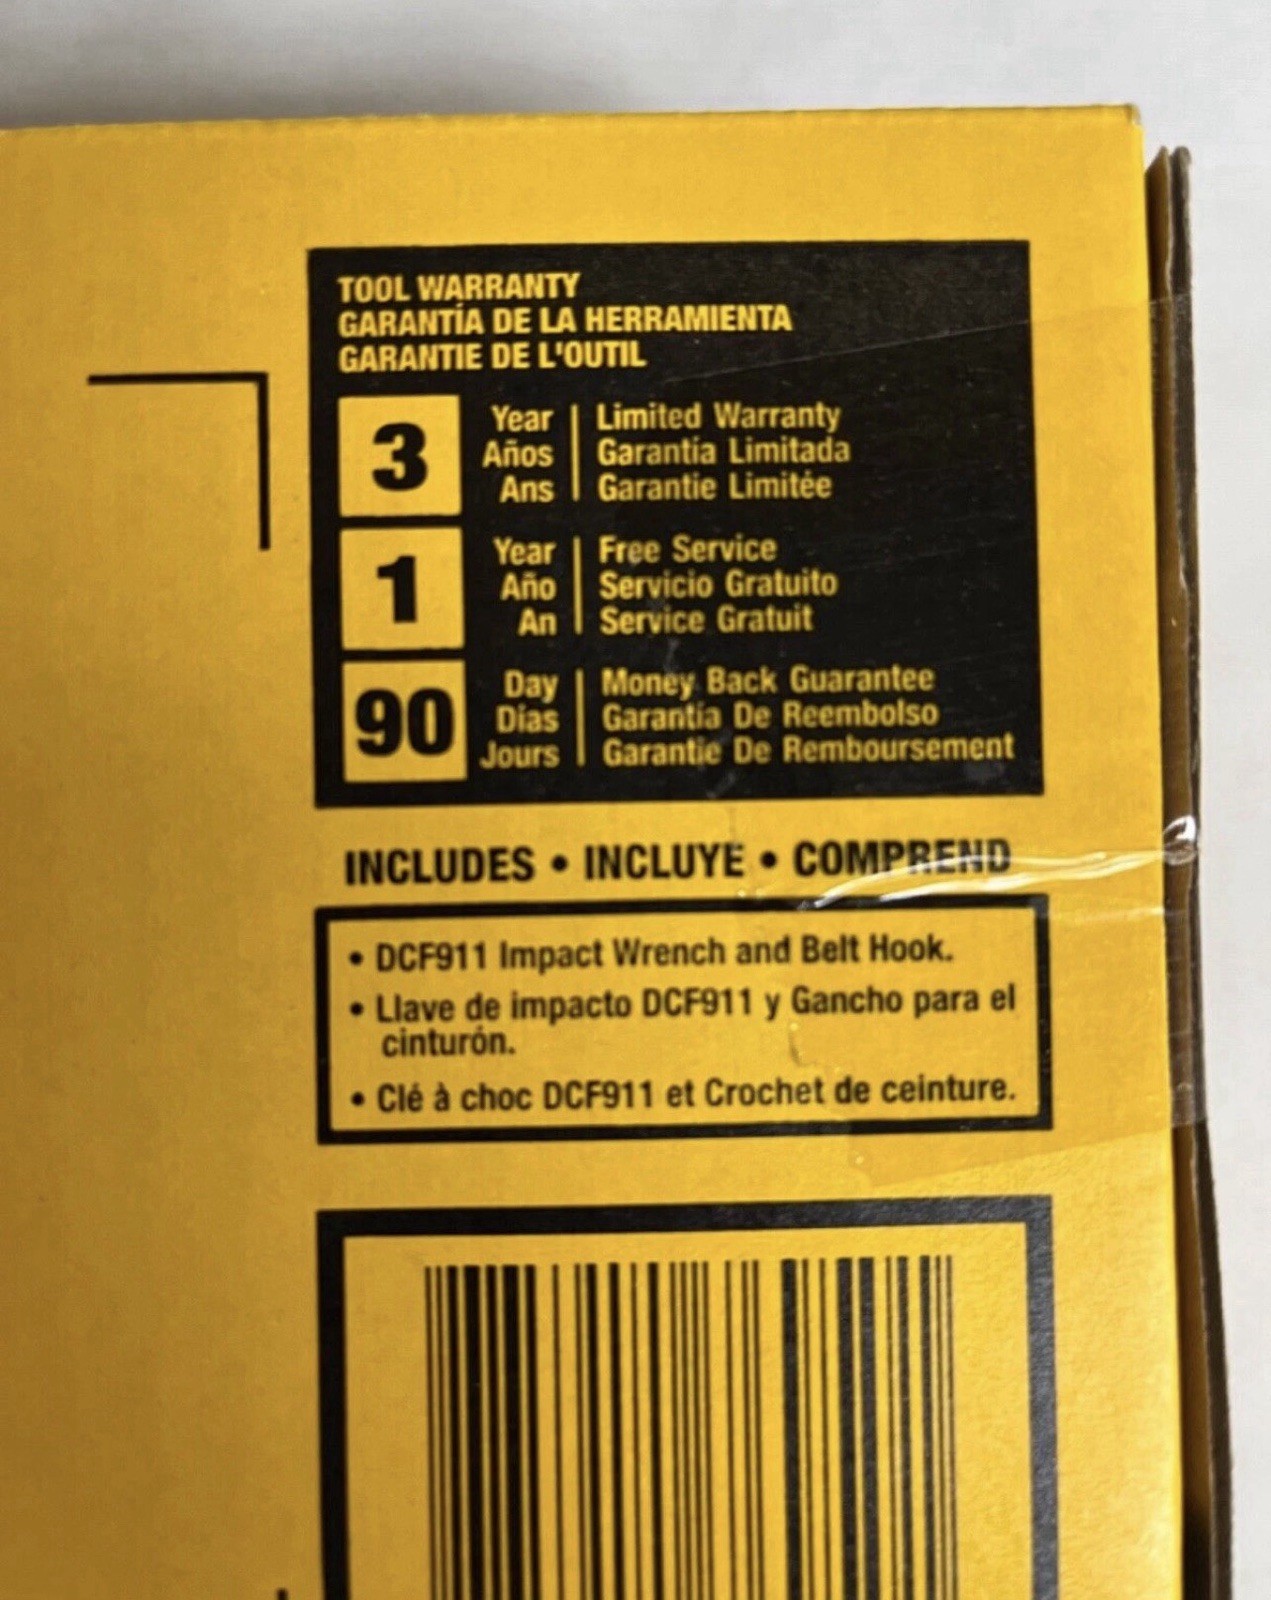 TOOL WARRANTY
GARANTÍA DE LA HERRAMIENTA
GARANTIE DE L'OUTIL
3
Year | Limited Warranty
Años | Garantía Limitada
Ans | Garantie Limitée
1
Year | Free Service
Año | Servicio Gratuito
An | Service Gratuit
90
Day | Money Back Guarantee
Días | Garantía De Reembolso
Jours | Garantie De Remboursement
INCLUDES • INCLUYE • COMPREND
• DCF911 Impact Wrench and Belt Hook.
• Llave de impacto DCF911 y Gancho para el
cinturón.
• Clé à choc DCF911 et Crochet de ceinture.